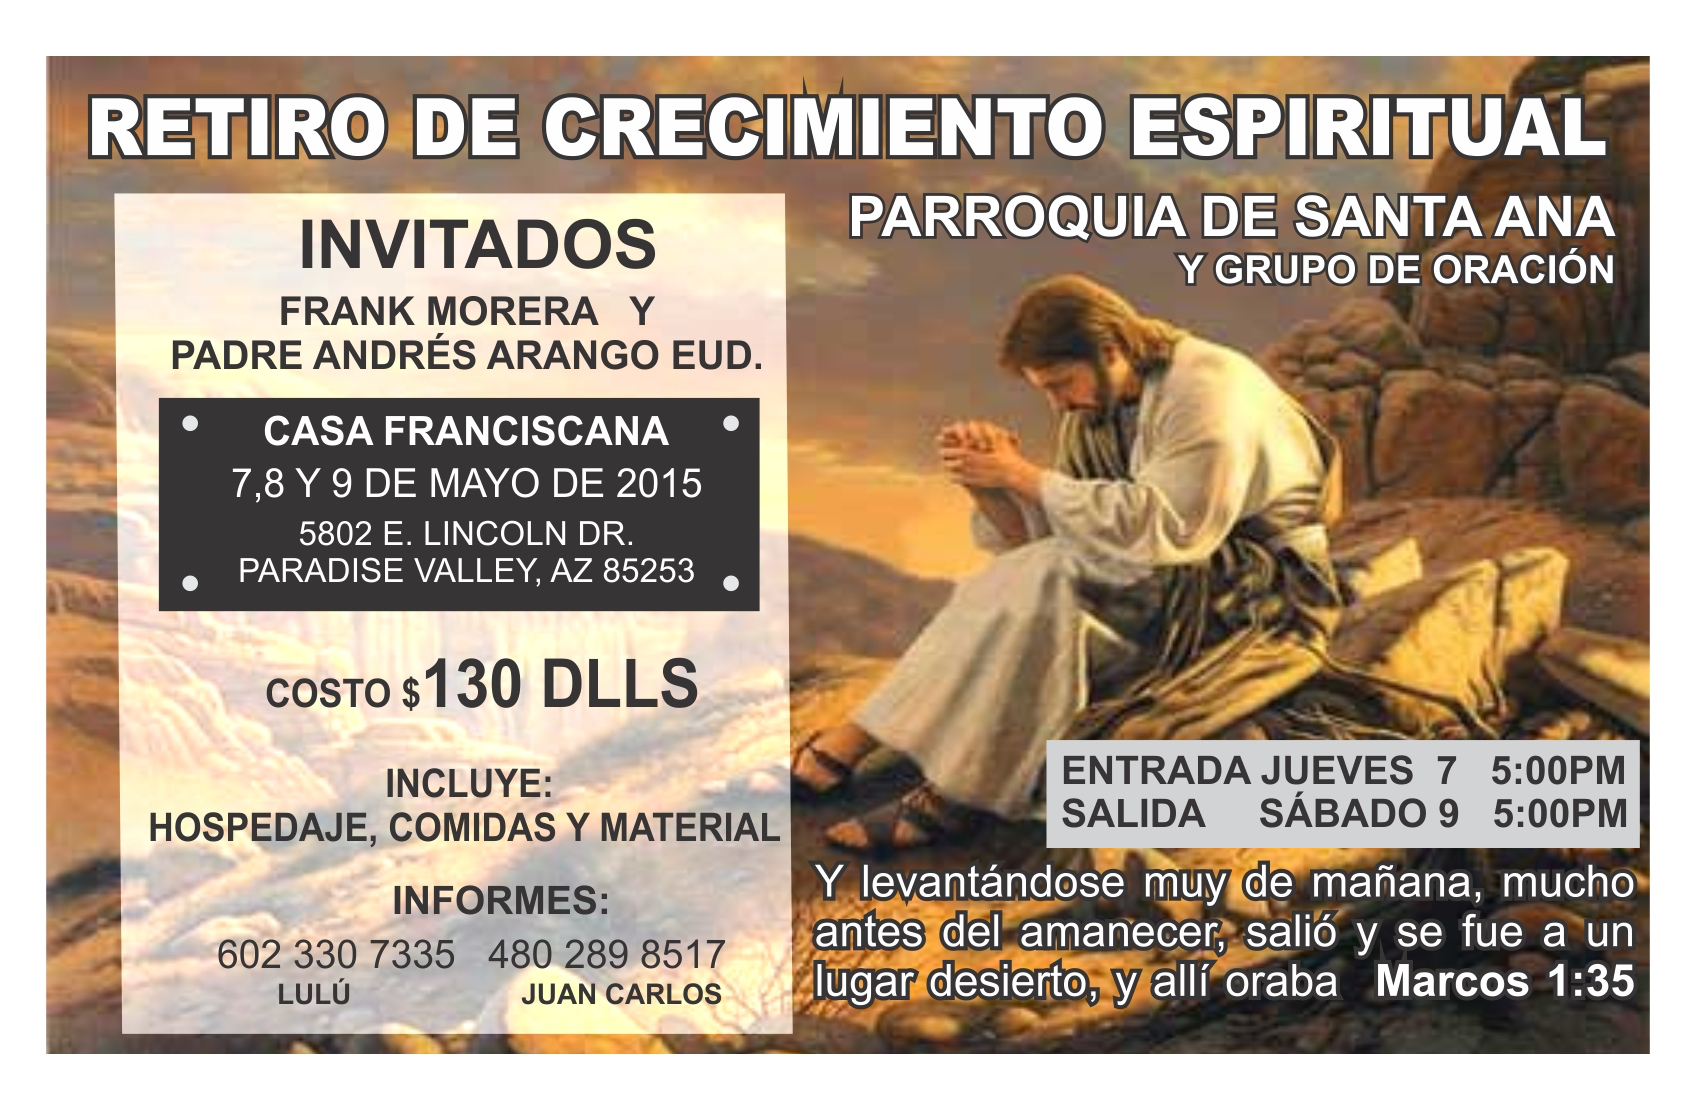 RETIRO DE CRECIMIENTO ESPIRITUAL
PARROQUIA DE SANTA ANA
Y GRUPO DE ORACIÓN
INVITADOS
FRANK MORERA Y
PADRE ANDRÉS ARANGO EUD.
CASA FRANCISCANA
7,8 Y 9 DE MAYO DE 2015
5802 E. LINCOLN DR.
PARADISE VALLEY, AZ 85253
COSTO $130 DLLS
INCLUYE:
HOSPEDAJE, COMIDAS Y MATERIAL
INFORMES:
602 330 7335 480 289 8517
LULÚ JUAN CARLOS
ENTRADA JUEVES 7 5:00PM
SALIDA SÁBADO 9 5:00PM
Y levantándose muy de mañana, mucho
antes del amanecer, salió y se fue a un
lugar desierto, y allí oraba Marcos 1:35